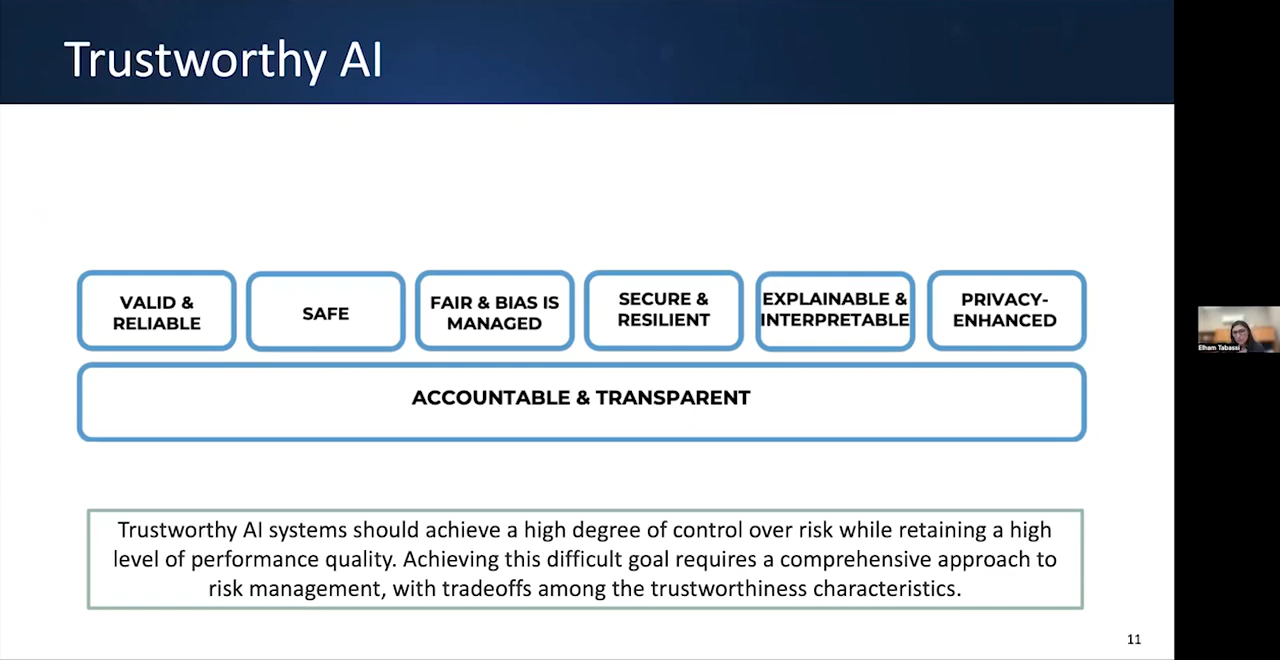 Trustworthy AI
VALID &
RELIABLE
SAFE
FAIR & BIAS IS
MANAGED
SECURE &
RESILIENT
EXPLAINABLE &
INTERPRETABLE
PRIVACY-
ENHANCED
ACCOUNTABLE & TRANSPARENT
Trustworthy AI systems should achieve a high degree of control over risk while retaining a high
level of performance quality. Achieving this difficult goal requires a comprehensive approach to
risk management, with tradeoffs among the trustworthiness characteristics.
11
Elham Tabassi